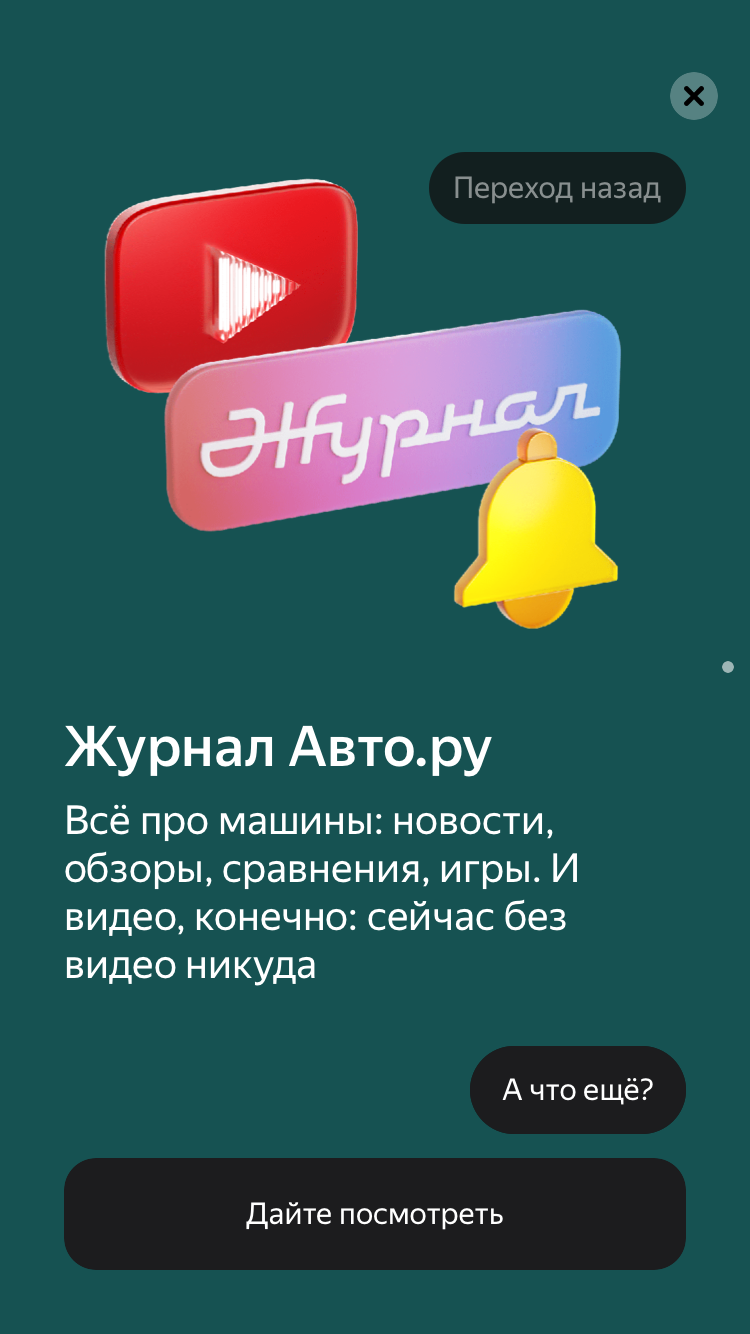 Переход назад
Журнал
Журнал Авто.ру
Всё про машины: новости,
обзоры, сравнения, игры. И
видео, конечно: сейчас без
видео никуда
А что ещё?
Дайте посмотреть